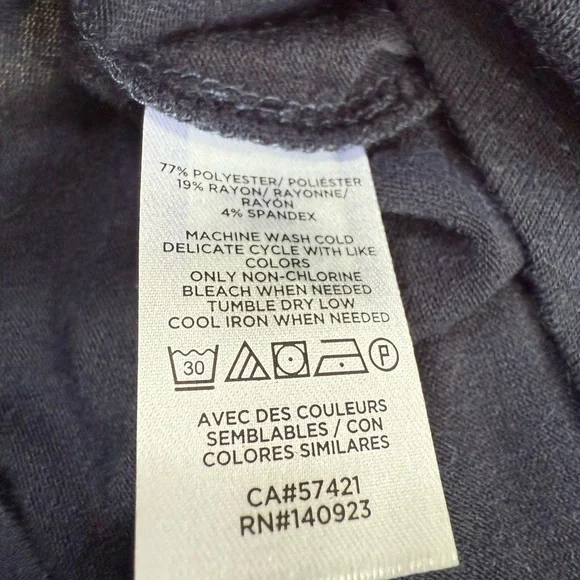 77% POLYESTER/ POLIÉSTER
19% RAYON/ RAYONNE/
RAYÓN
4% SPANDEX
MACHINE WASH COLD
DELICATE CYCLE WITH LIKE
COLORS
ONLY NON-CHLORINE
BLEACH WHEN NEEDED
TUMBLE DRY LOW
COOL IRON WHEN NEEDED
30 P
AVEC DES COULEURS
SEMBLABLES / CON
COLORES SIMILARES
CA#57421
RN#140923